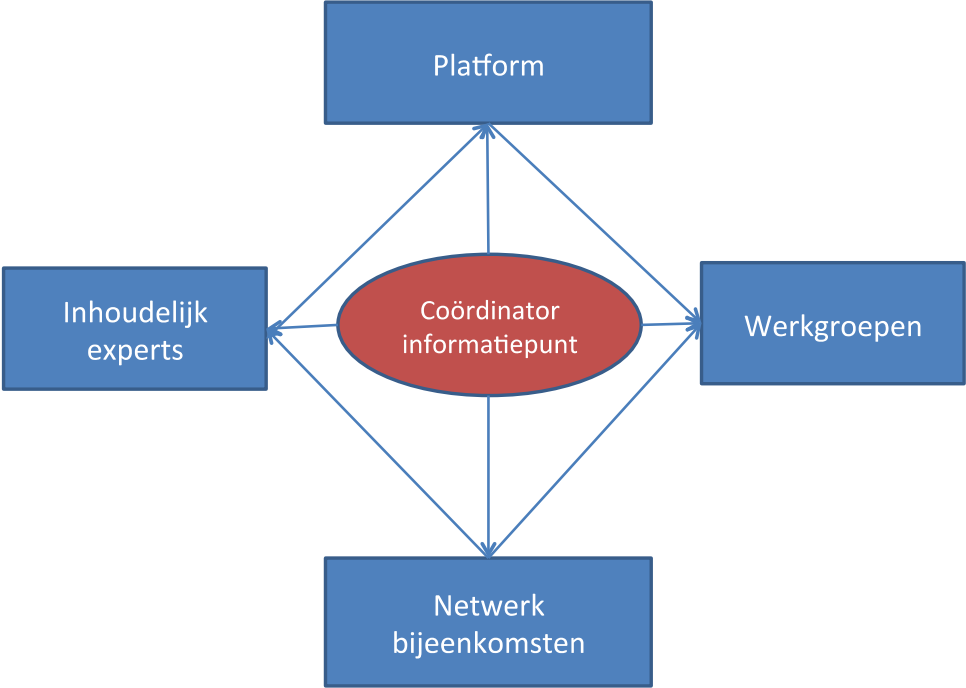 Platform
Inhoudelijk
experts
Coördinator
informatiepunt
Werkgroepen
Netwerk
bijeenkomsten